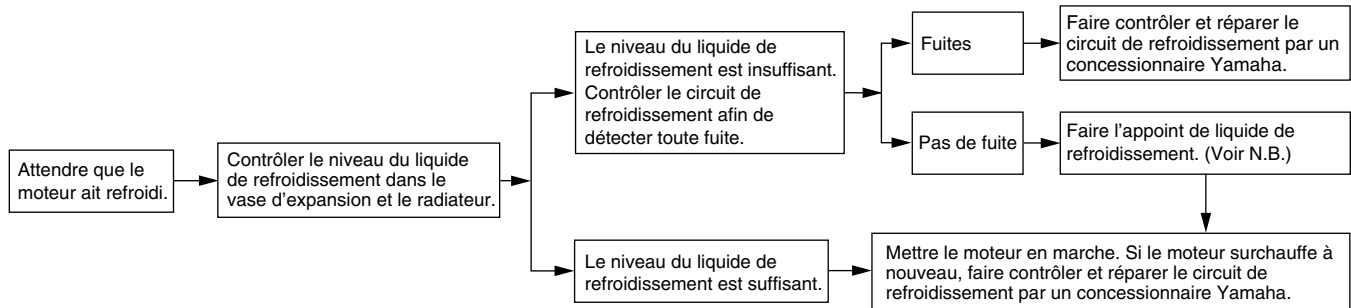 Attendre que le
moteur ait refroidi.
Contrôler le niveau du liquide
de refroidissement dans le
vase d'expansion et le radiateur.
Le niveau du liquide de
refroidissement est insuffisant.
Contrôler le circuit de
refroidissement afin de
détecter toute fuite.
Fuites
Faire contrôler et réparer le
circuit de refroidissement par un
concessionnaire Yamaha.
Pas de fuite
Faire l'appoint de liquide de
refroidissement. (Voir N.B.)
Le niveau du liquide de
refroidissement est suffisant.
Mettre le moteur en marche. Si le moteur surchauffe à
nouveau, faire contrôler et réparer le circuit de
refroidissement par un concessionnaire Yamaha.